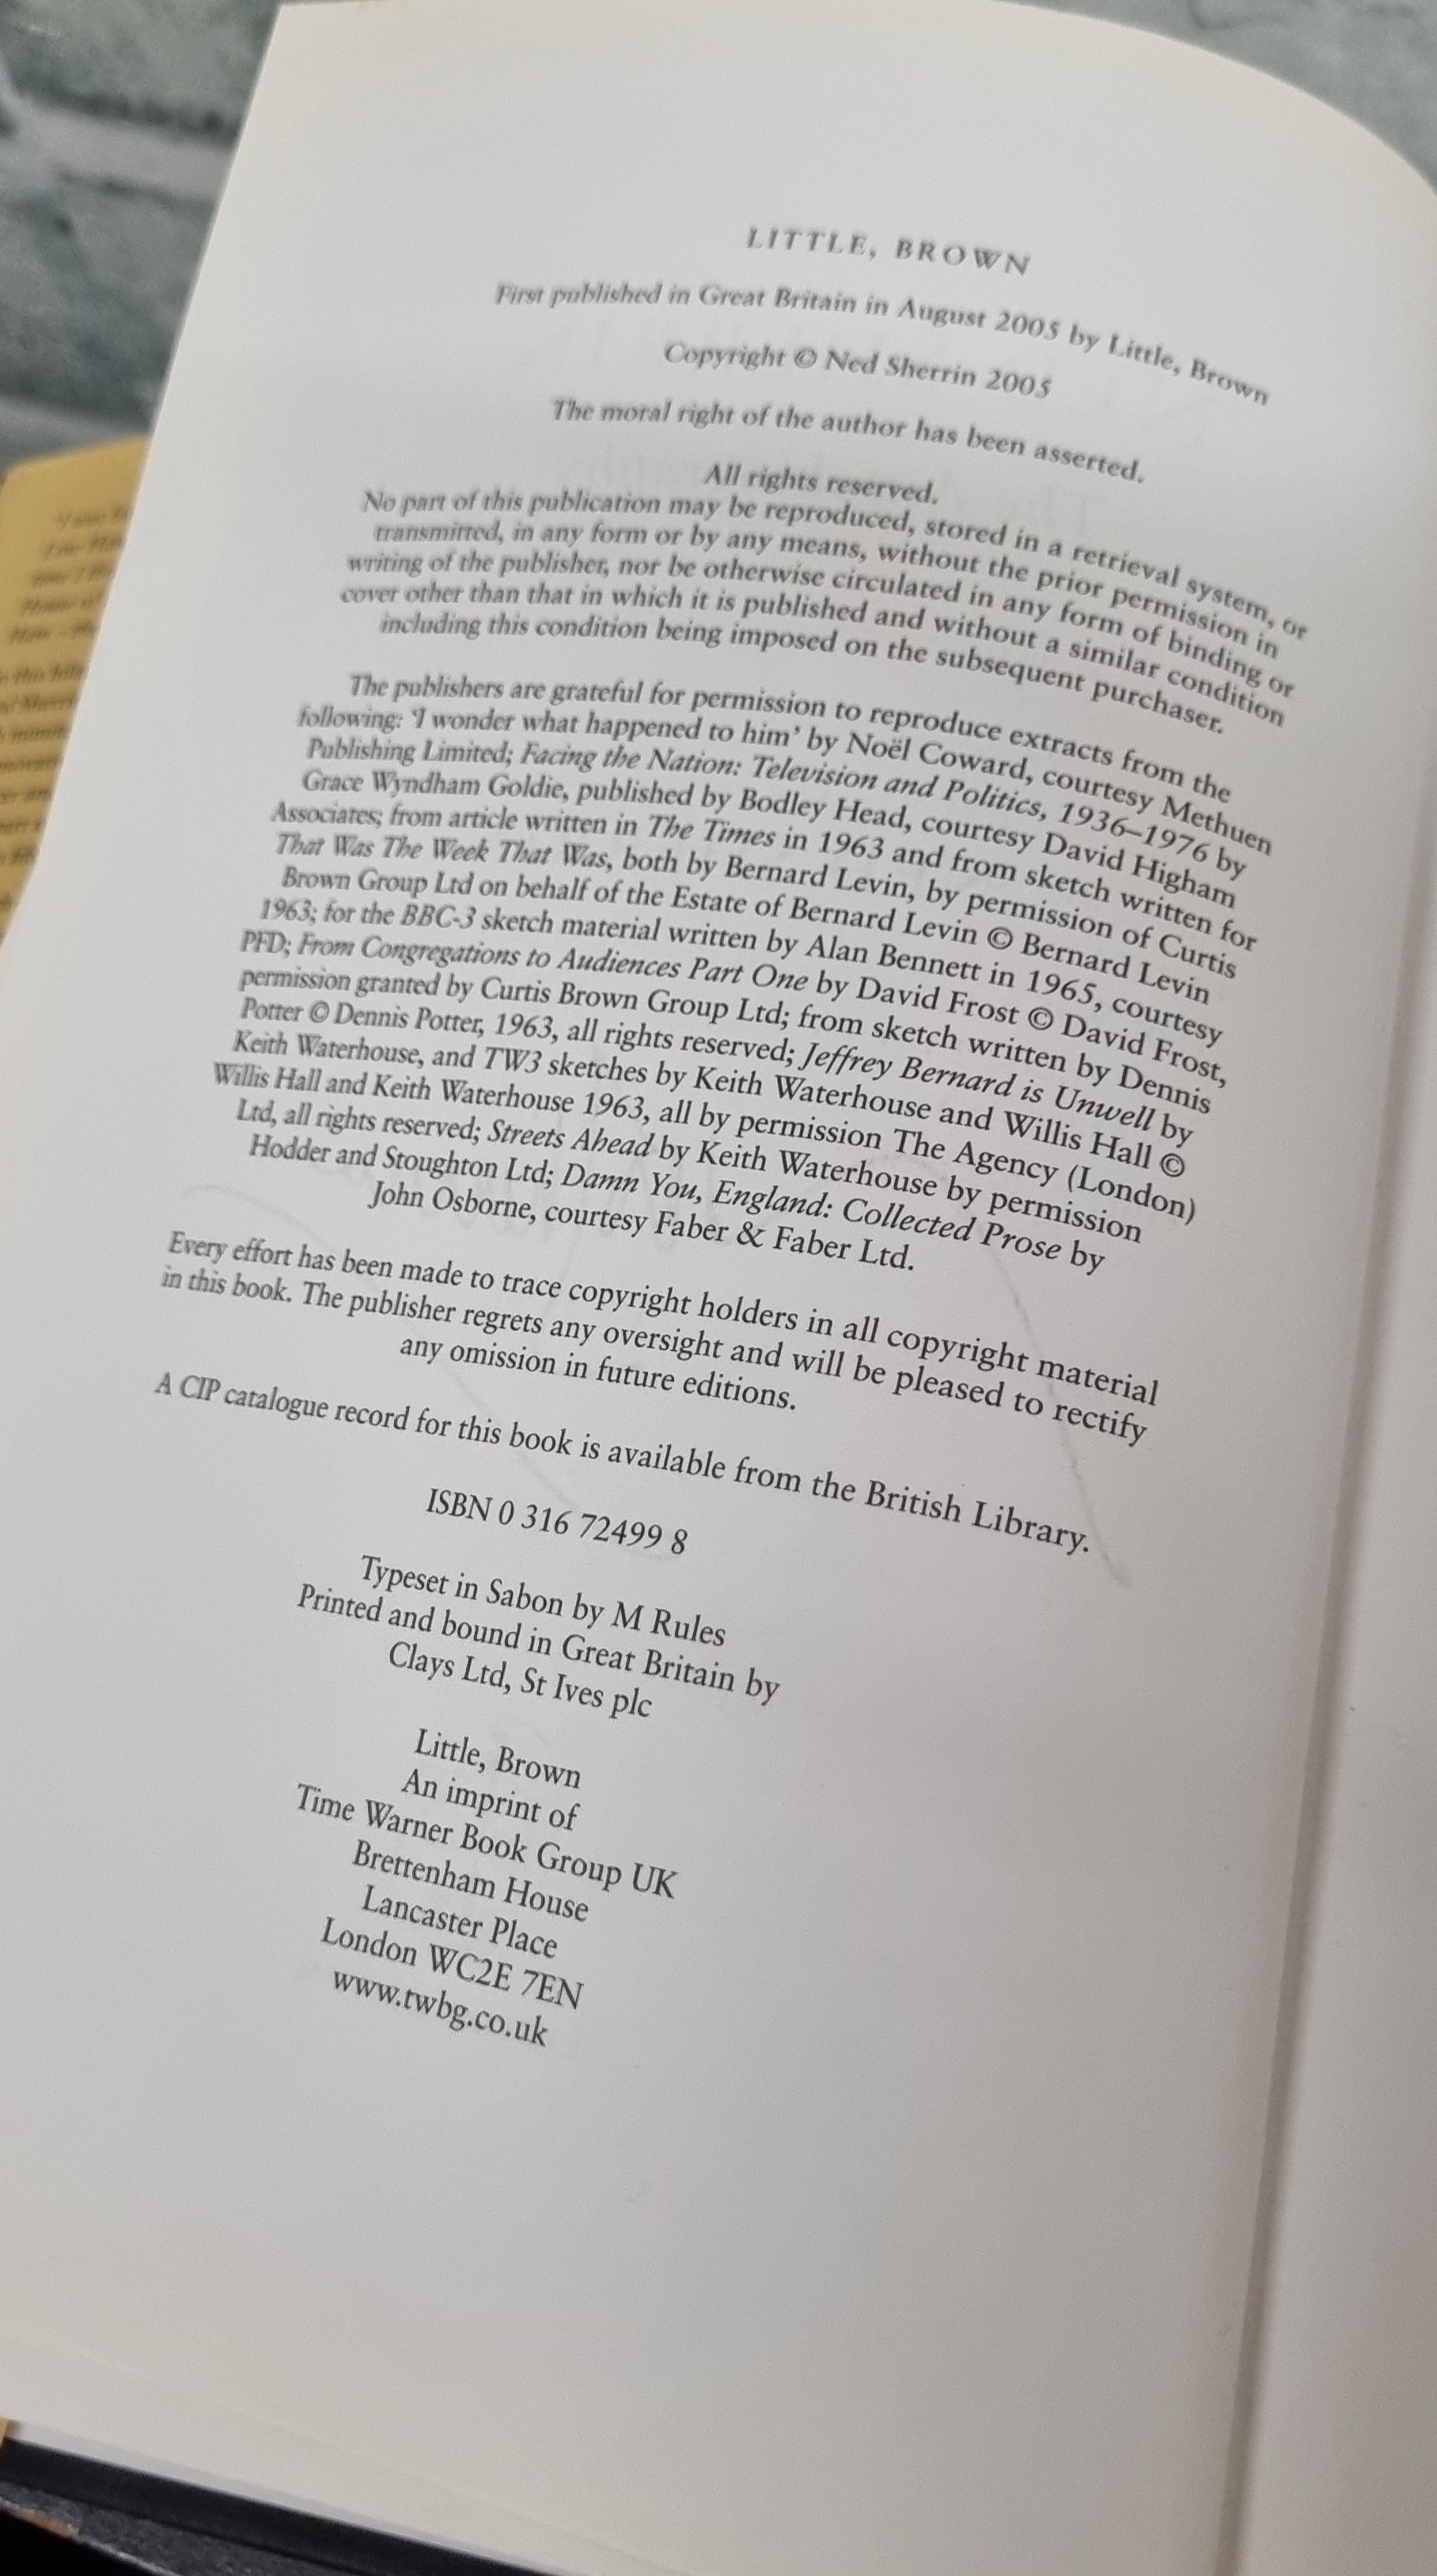 LITTLE, BROWN
First published in Great Britain in August 2005 by Little, Brown
Copyright © Ned Sherrin 2005
The moral right of the author has been asserted.
All rights reserved.
No part of this publication may be reproduced, stored in a retrieval system, or
transmitted, in any form or by any means, without the prior permission in
writing of the publisher, nor be otherwise circulated in any form of binding or
cover other than that in which it is published and without a similar condition
including this condition being imposed on the subsequent purchaser.
The publishers are grateful for permission to reproduce extracts from the
following: ‘I wonder what happened to him’ by Noël Coward, courtesy Methuen
Publishing Limited; Facing the Nation: Television and Politics, 1936–1976 by
Grace Wyndham Goldie, published by Bodley Head, courtesy David Higham
Associates; from article written in The Times in 1963 and from sketch written for
That Was The Week That Was, both by Bernard Levin, by permission of Curtis
Brown Group Ltd on behalf of the Estate of Bernard Levin © Bernard Levin
1963; for the BBC-3 sketch material written by Alan Bennett in 1965, courtesy
PFD; From Congregations to Audiences Part One by David Frost © David Frost,
permission granted by Curtis Brown Group Ltd; from sketch written by Dennis
Potter © Dennis Potter, 1963, all rights reserved; Jeffrey Bernard is Unwell by
Keith Waterhouse, and TW3 sketches by Keith Waterhouse and Willis Hall ©
Willis Hall and Keith Waterhouse 1963, all by permission The Agency (London)
Ltd, all rights reserved; Streets Ahead by Keith Waterhouse by permission
Hodder and Stoughton Ltd; Damn You, England: Collected Prose by
John Osborne, courtesy Faber & Faber Ltd.
Every effort has been made to trace copyright holders in all copyright material
in this book. The publisher regrets any oversight and will be pleased to rectify
any omission in future editions.
A CIP catalogue record for this book is available from the British Library.
ISBN 0 316 72499 8
Typeset in Sabon by M Rules
Printed and bound in Great Britain by
Clays Ltd, St Ives plc
Little, Brown
An imprint of
Time Warner Book Group UK
Brettenham House
Lancaster Place
London WC2E 7EN
www.twbg.co.uk